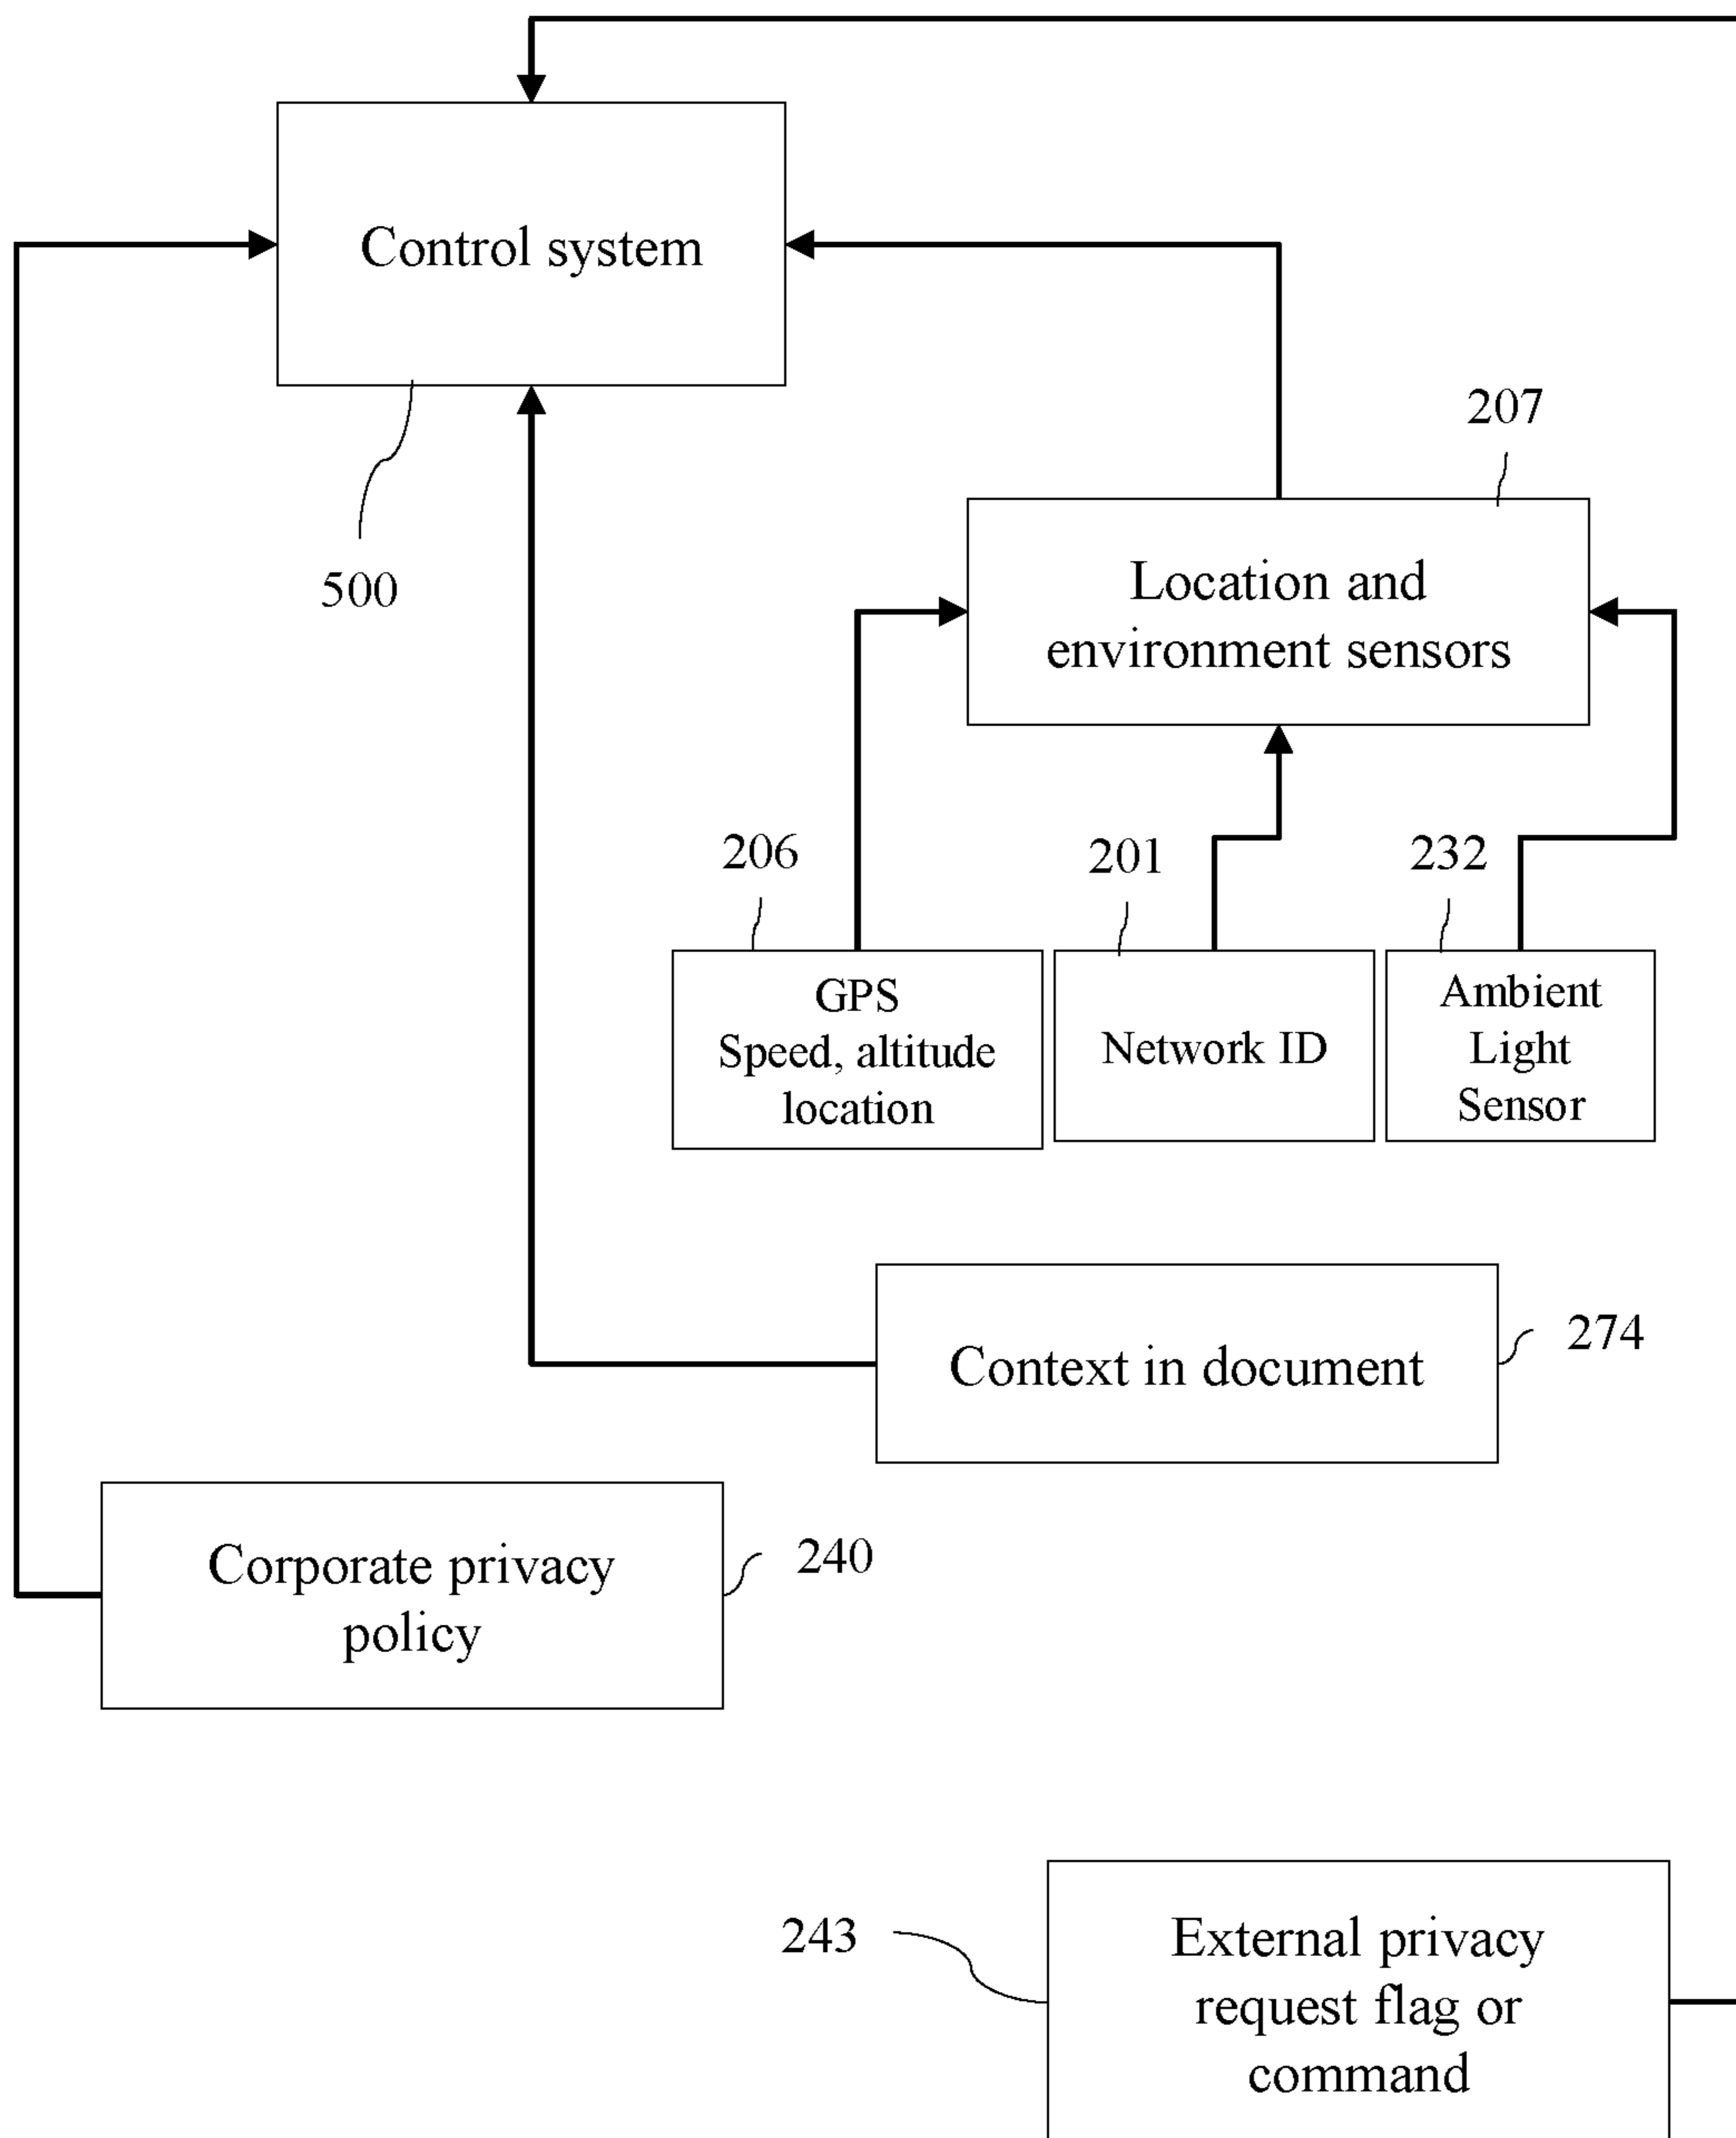 Control system
500
207
Location and
environment sensors
206
201
232
GPS
Speed, altitude
location
Network ID
Ambient
Light
Sensor
Context in document
274
Corporate privacy
policy
240
243
External privacy
request flag or
command